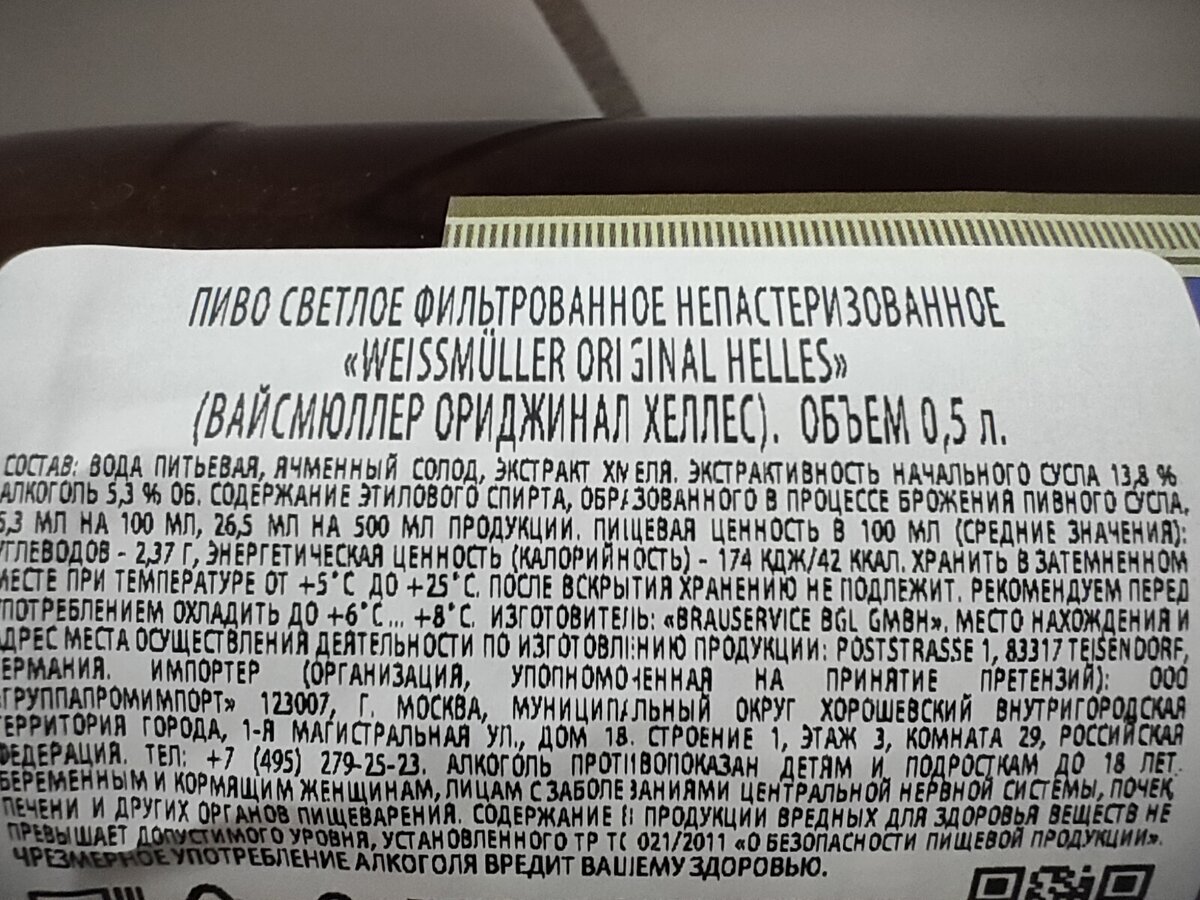 ПИВО СВЕТЛОЕ ФИЛЬТРОВАННОЕ НЕПАСТЕРИЗОВАННОЕ
«WEISSMÜLLER ORIGINAL HELLES»
(ВАЙСМЮЛЛЕР ОРИДЖИНАЛ ХЕЛЛЕС). ОБЪЕМ 0,5 л.
СОСТАВ: ВОДА ПИТЬЕВАЯ, ЯЧМЕННЫЙ СОЛОД, ЭКСТРАКТ ХМЕЛЯ. ЭКСТРАКТИВНОСТЬ НАЧАЛЬНОГО СУСЛА 13,8 %
АЛКОГОЛЬ 5,3 % ОБ. СОДЕРЖАНИЕ ЭТИЛОВОГО СПИРТА, ОБРАЗОВАННОГО В ПРОЦЕССЕ БРОЖЕНИЯ ПИВНОГО СУСЛА,
5,3 МЛ НА 100 МЛ, 26,5 МЛ НА 500 МЛ ПРОДУКЦИИ. ПИЩЕВАЯ ЦЕННОСТЬ В 100 МЛ (СРЕДНИЕ ЗНАЧЕНИЯ):
УГЛЕВОДОВ - 2,37 Г, ЭНЕРГЕТИЧЕСКАЯ ЦЕННОСТЬ (КАЛОРИЙНОСТЬ) - 174 КДЖ/42 ККАЛ. ХРАНИТЬ В ЗАТЕМНЕННОМ
МЕСТЕ ПРИ ТЕМПЕРАТУРЕ ОТ +5°С ДО +25°С. ПОСЛЕ ВСКРЫТИЯ ХРАНЕНИЮ НЕ ПОДЛЕЖИТ. РЕКОМЕНДУЕМ ПЕРЕД
УПОТРЕБЛЕНИЕМ ОХЛАДИТЬ ДО +6°С... +8°С. ИЗГОТОВИТЕЛЬ: «BRAUSERVICE BGL GMBH». МЕСТО НАХОЖДЕНИЯ И
АДРЕС МЕСТА ОСУЩЕСТВЛЕНИЯ ДЕЯТЕЛЬНОСТИ ПО ИЗГОТОВЛЕНИЮ ПРОДУКЦИИ: POSTSTRASSE 1, 83317 TEISENDORF,
ГЕРМАНИЯ. ИМПОРТЕР (ОРГАНИЗАЦИЯ, УПОЛНОМОЧЕННАЯ НА ПРИНЯТИЕ ПРЕТЕНЗИЙ): ООО
«ГРУППАПРОМИМПОРТ» 123007, Г. МОСКВА, МУНИЦИПАЛЬНЫЙ ОКРУГ ХОРОШЕВСКИЙ ВНУТРИГОРОДСКАЯ
ТЕРРИТОРИЯ ГОРОДА, 1-Я МАГИСТРАЛЬНАЯ УЛ., ДОМ 18. СТРОЕНИЕ 1, ЭТАЖ 3, КОМНАТА 29, РОССИЙСКАЯ
ФЕДЕРАЦИЯ. ТЕЛ: +7 (495) 279-25-23. АЛКОГОЛЬ ПРОТИВОПОКАЗАН ДЕТЯМ И ПОДРОСТКАМ ДО 18 ЛЕТ.
БЕРЕМЕННЫМ И КОРМЯЩИМ ЖЕНЩИНАМ, ЛИЦАМ С ЗАБОЛЕВАНИЯМИ ЦЕНТРАЛЬНОЙ НЕРВНОЙ СИСТЕМЫ, ПОЧЕК,
ПЕЧЕНИ И ДРУГИХ ОРГАНОВ ПИЩЕВАРЕНИЯ. СОДЕРЖАНИЕ В ПРОДУКЦИИ ВРЕДНЫХ ДЛЯ ЗДОРОВЬЯ ВЕЩЕСТВ НЕ
ПРЕВЫШАЕТ ДОПУСТИМОГО УРОВНЯ, УСТАНОВЛЕННОГО ТР ТС 021/2011 «О БЕЗОПАСНОСТИ ПИЩЕВОЙ ПРОДУКЦИИ».
ЧРЕЗМЕРНОЕ УПОТРЕБЛЕНИЕ АЛКОГОЛЯ ВРЕДИТ ВАШЕМУ ЗДОРОВЬЮ.